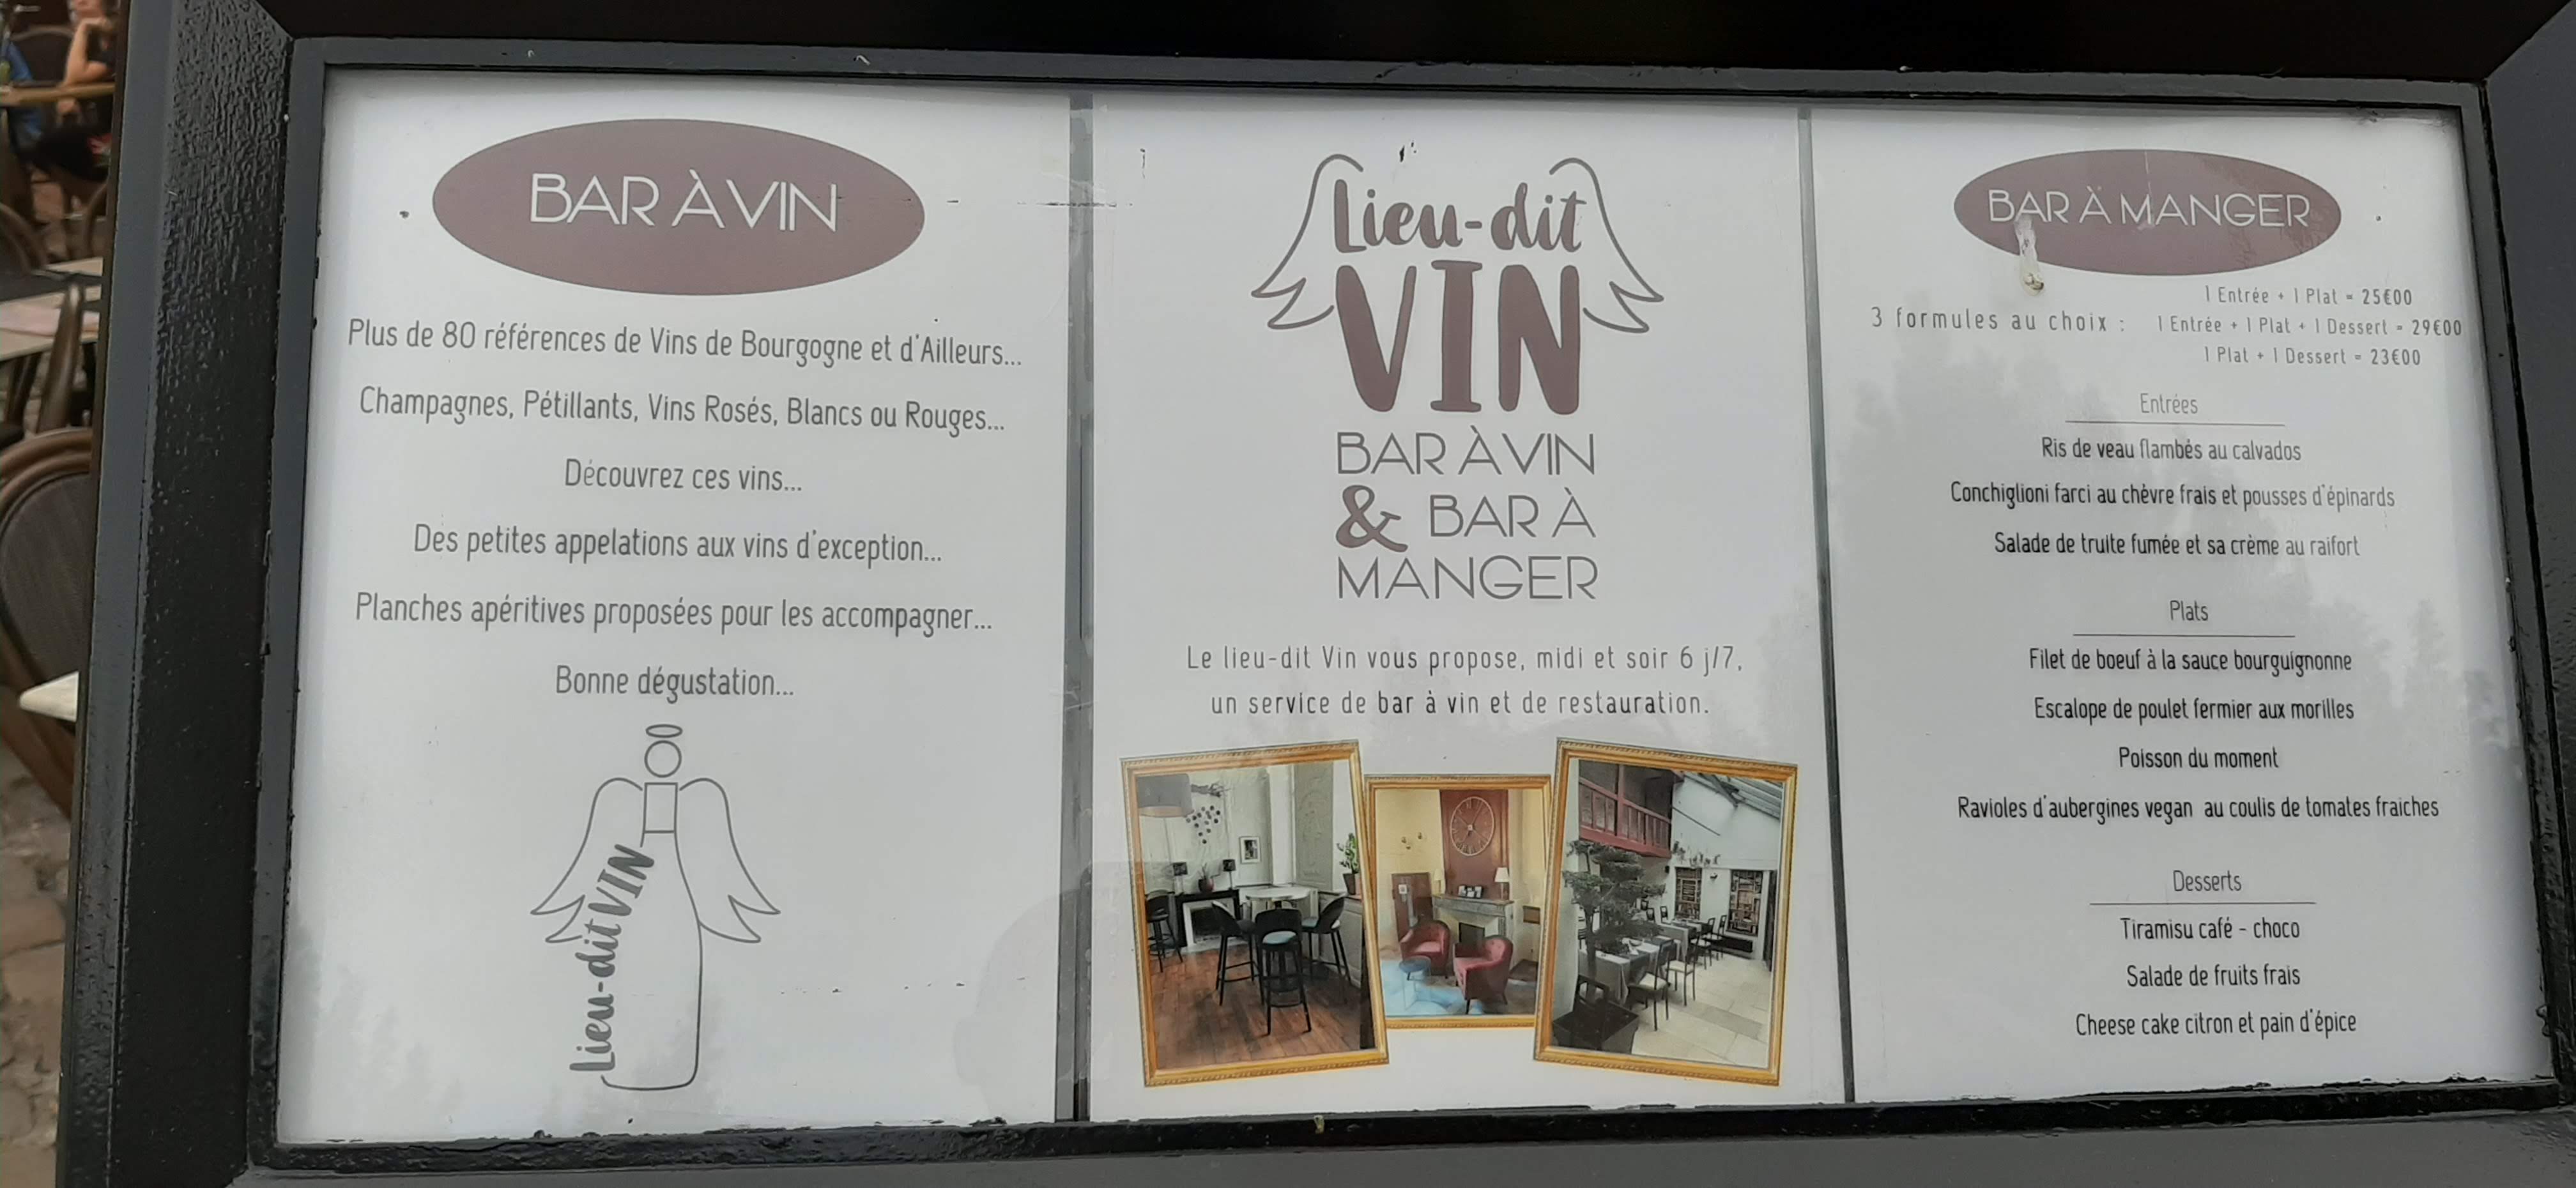 BAR À VIN
Plus de 80 références de Vins de Bourgogne et d'Ailleurs...
Champagnes, Pétillants, Vins Rosés, Blancs ou Rouges...
Découvrez ces vins...
Des petites appelations aux vins d'exception...
Planches apéritives proposées pour les accompagner...
Bonne dégustation...
Lieu-dit VIN
Lieu-dit
VIN
BAR À VIN
& BAR À
MANGER
Le lieu-dit Vin vous propose, midi et soir 6 j/7,
un service de bar à vin et de restauration.
BAR À MANGER
3 formules au choix :
1 Entrée + 1 Plat = 25€00
1 Entrée + 1 Plat + 1 Dessert = 29€00
1 Plat + 1 Dessert = 23€00
Entrées
Ris de veau flambés au calvados
Conchiglioni farci au chèvre frais et pousses d'épinards
Salade de truite fumée et sa crème au raifort
Plats
Filet de boeuf à la sauce bourguignonne
Escalope de poulet fermier aux morilles
Poisson du moment
Ravioles d'aubergines vegan au coulis de tomates fraiches
Desserts
Tiramisu café - choco
Salade de fruits frais
Cheese cake citron et pain d'épice